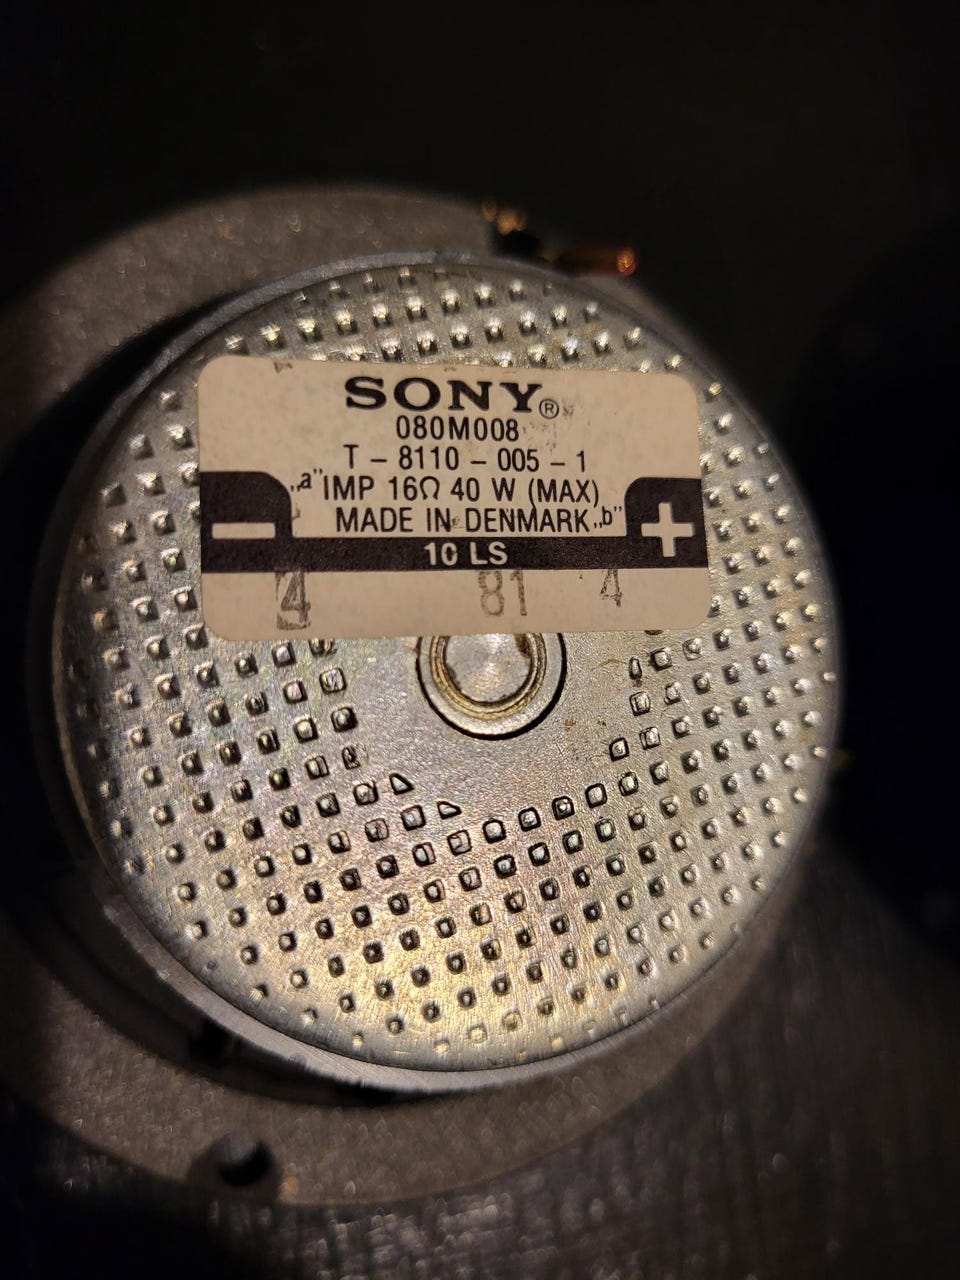 SONY®
080M008
T – 8110 – 005 – 1
„a" IMP 16Ω 40 W (MAX)
MADE IN DENMARK „b"
– +
10 LS
4 81 4